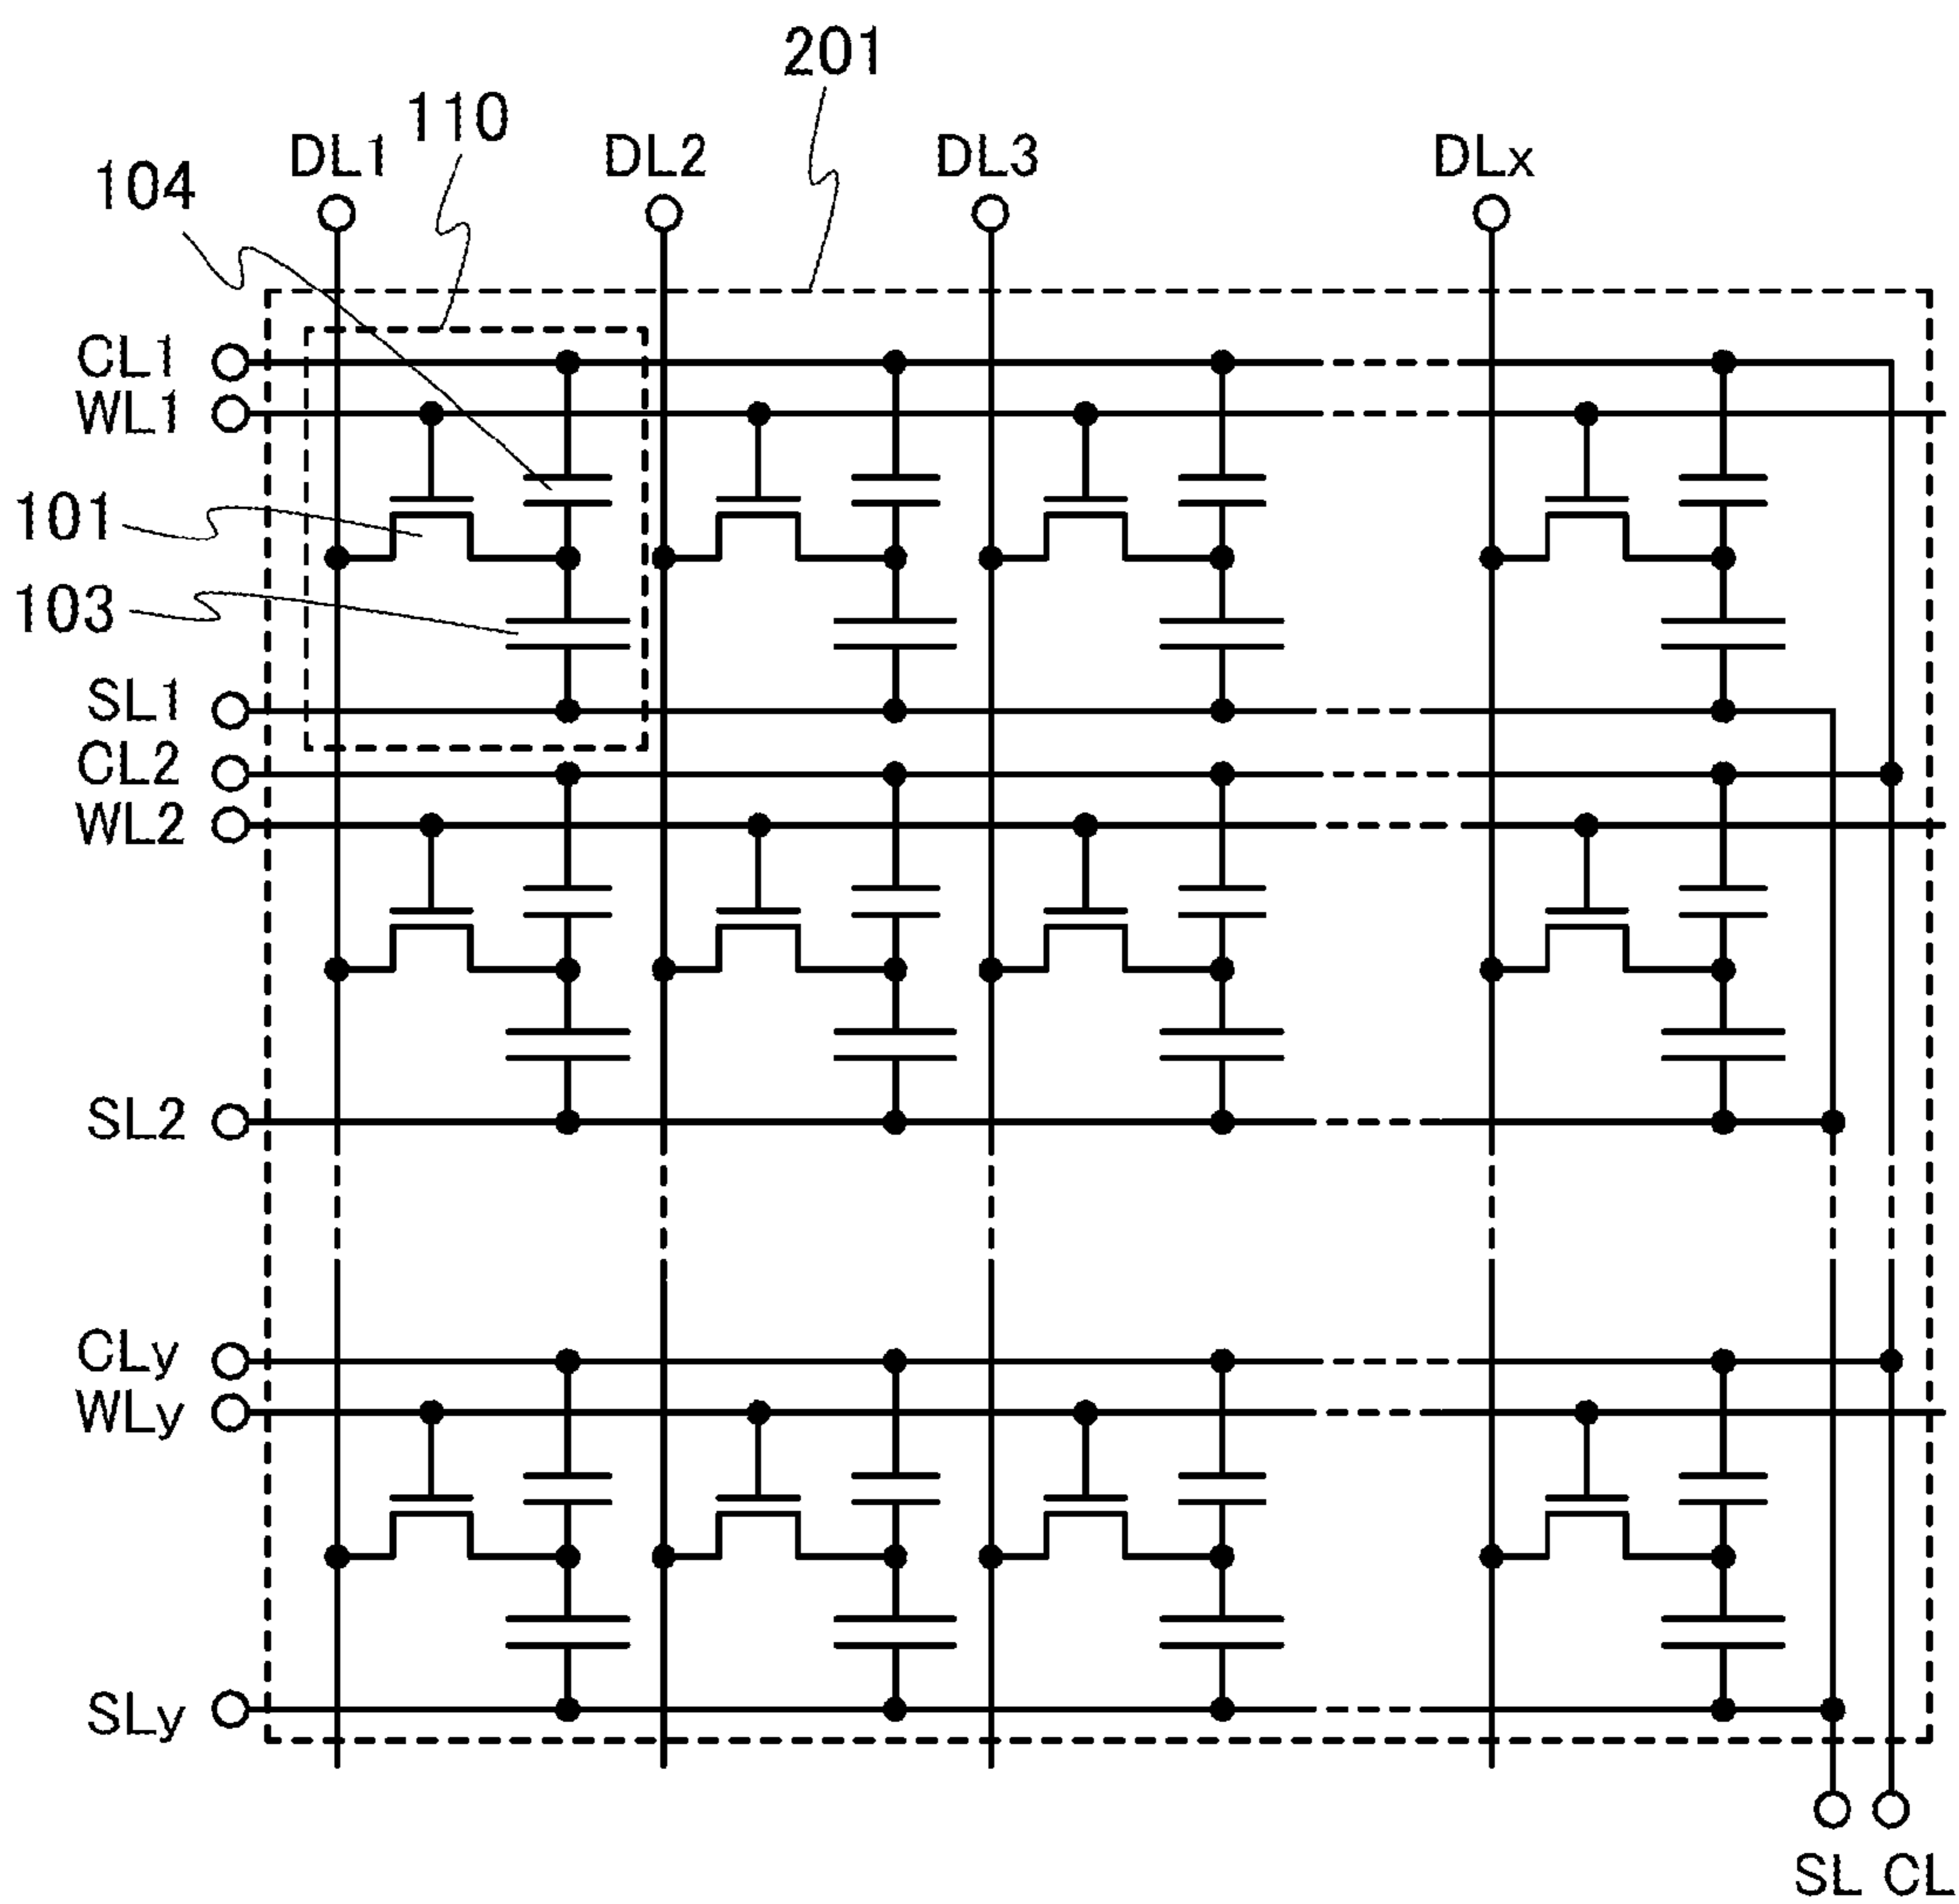 201
110
DL1 DL2 DL3 DLx
104
CL1
WL1
101
103
SL1
CL2
WL2
SL2
CLy
WLy
SLy
SL CL